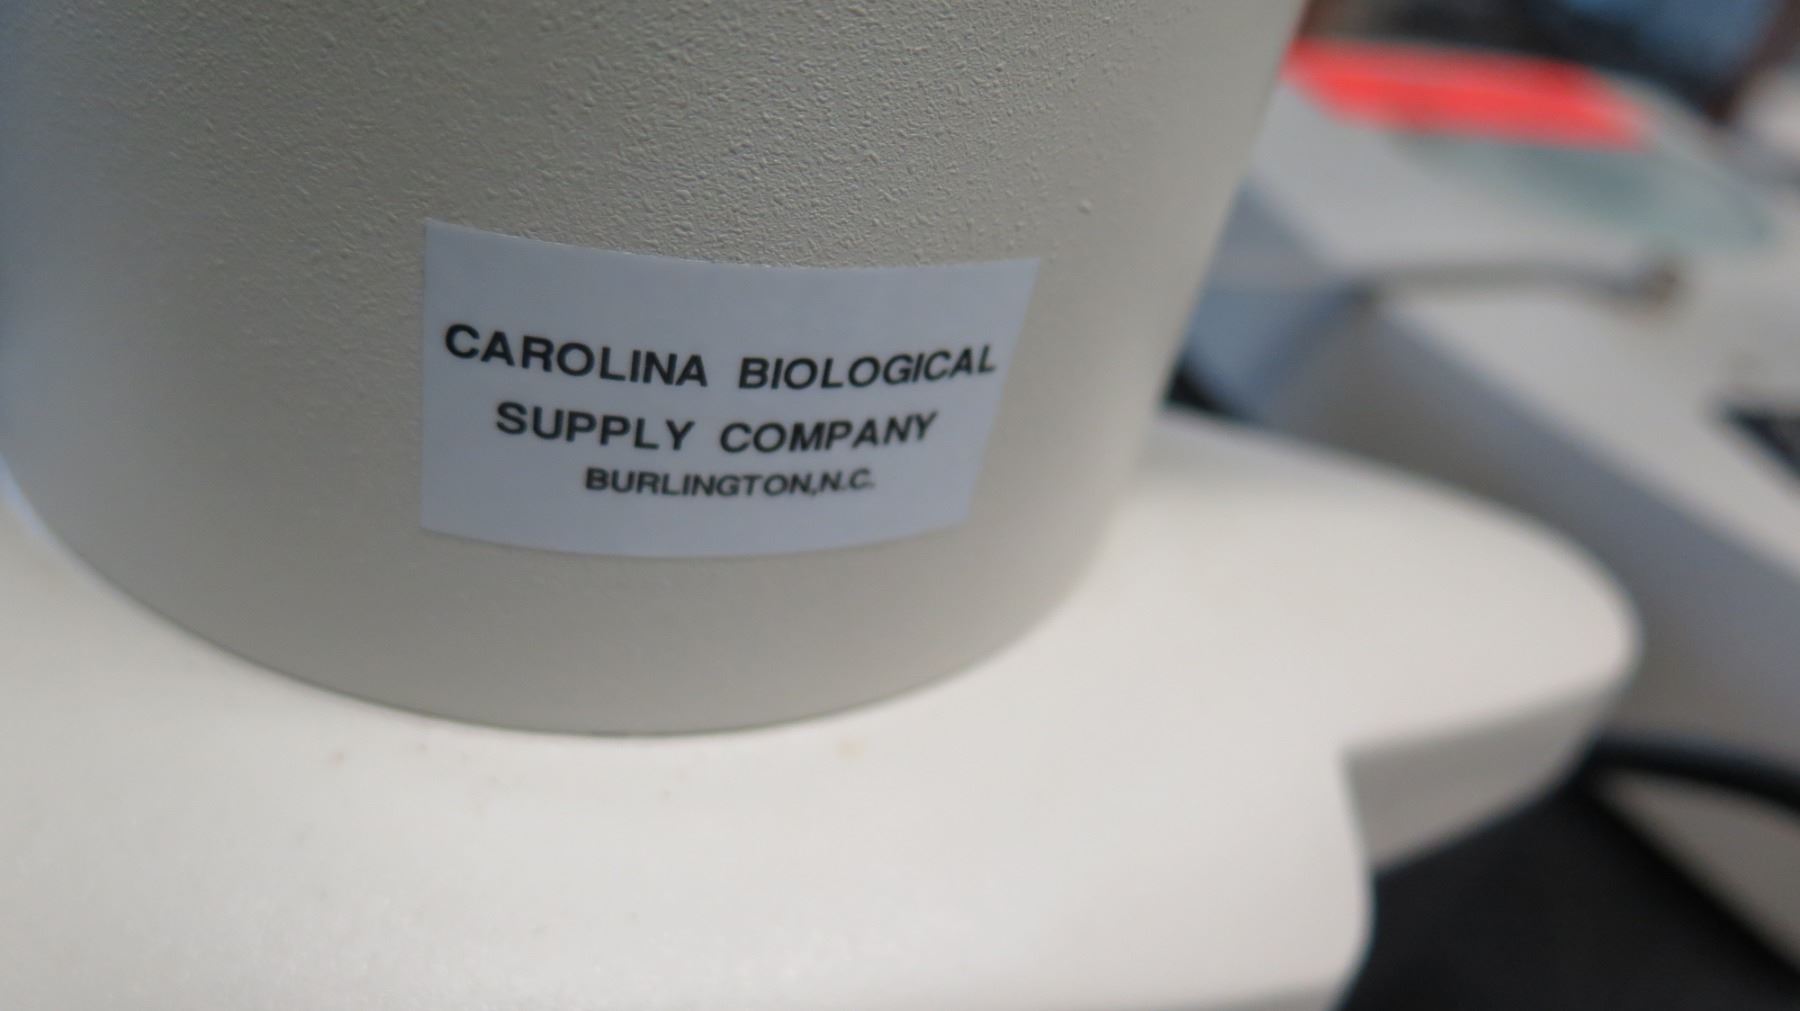 CAROLINA BIOLOGICAL
SUPPLY COMPANY
BURLINGTON,N.C.